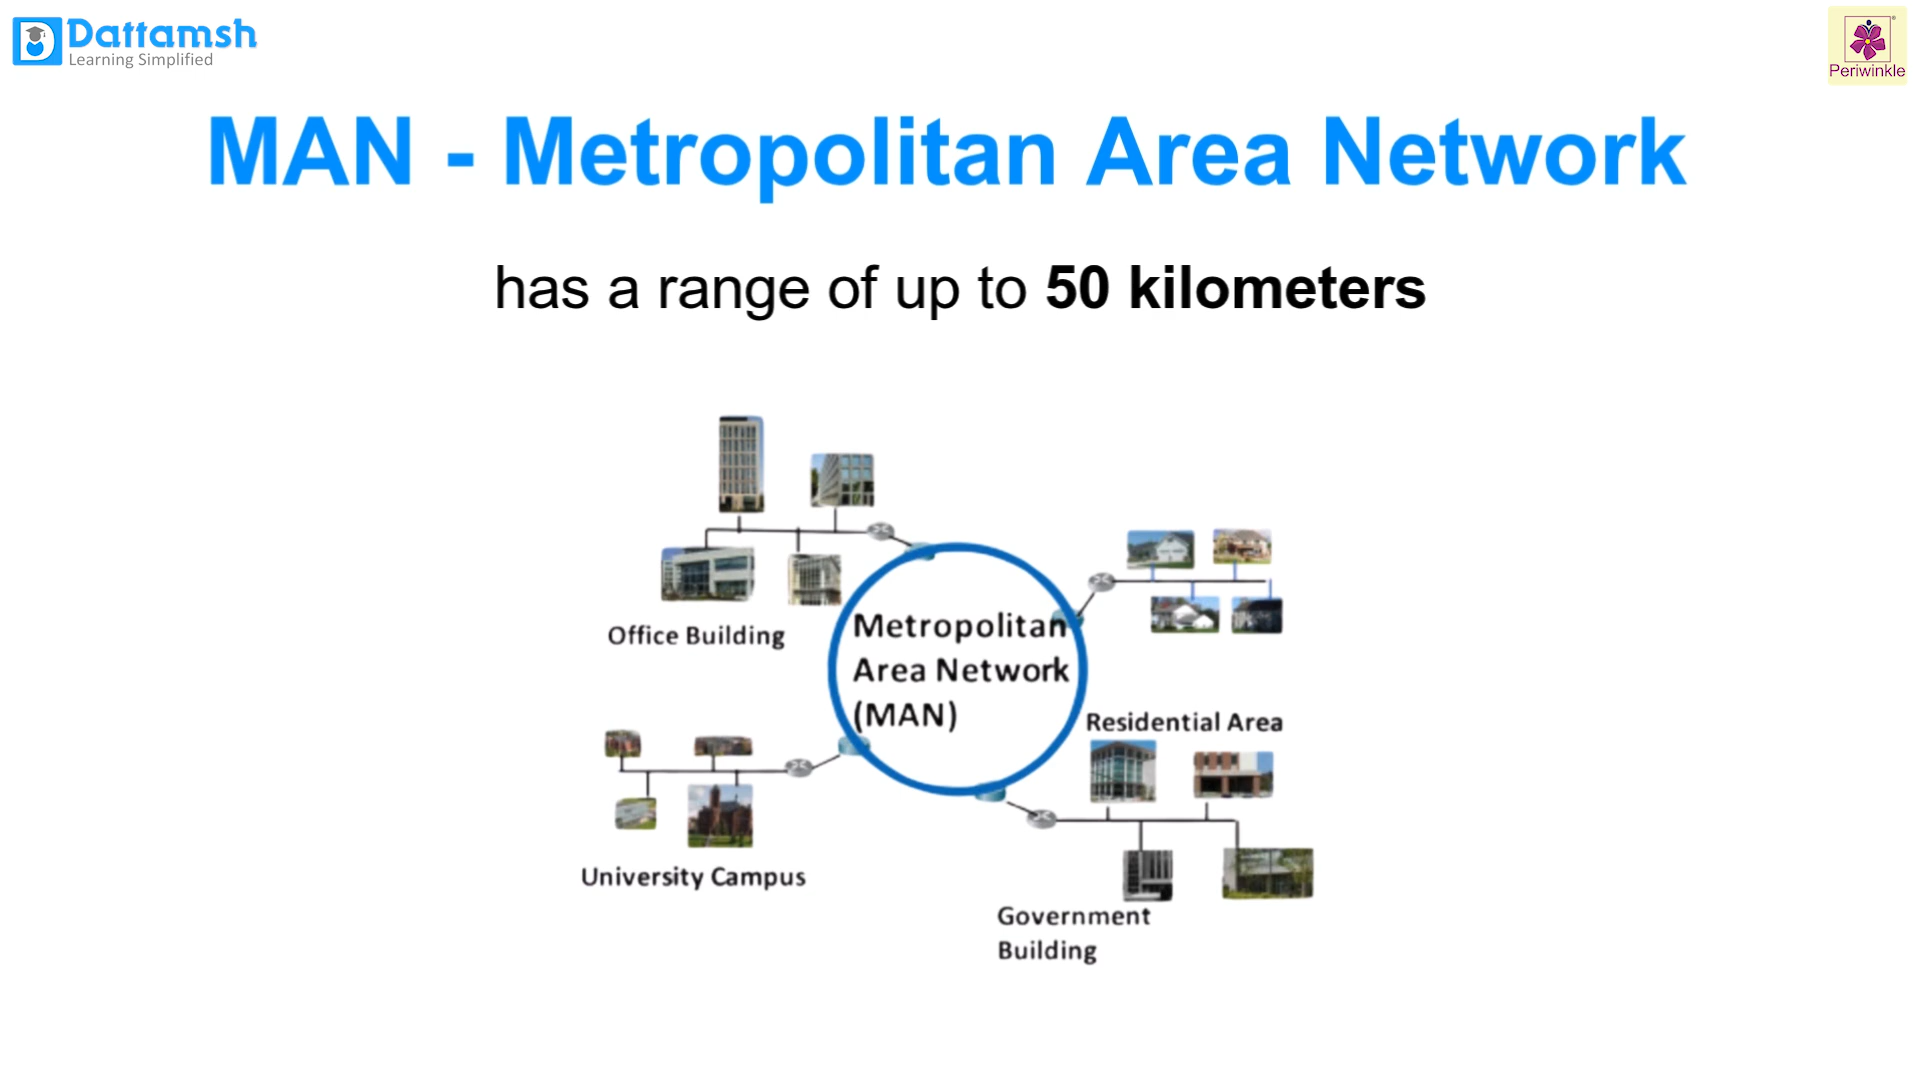 Dattamsh
Learning Simplified
Periwinkle
MAN - Metropolitan Area Network
has a range of up to 50 kilometers
Office Building
Metropolitan
Area Network
(MAN)
Residential Area
University Campus
Government
Building